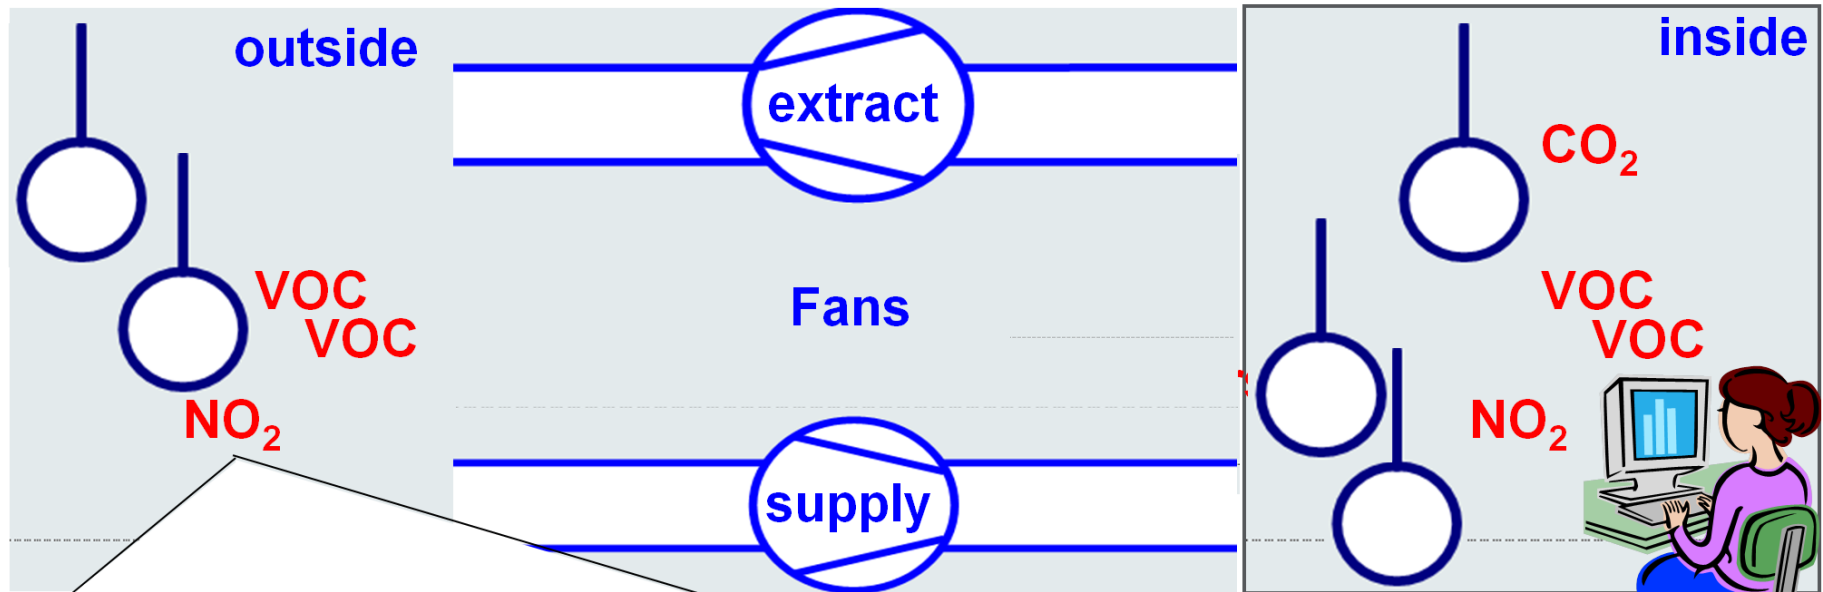 outside
VOC
VOC
NO₂
extract
Fans
supply
inside
CO₂
VOC
VOC
NO₂